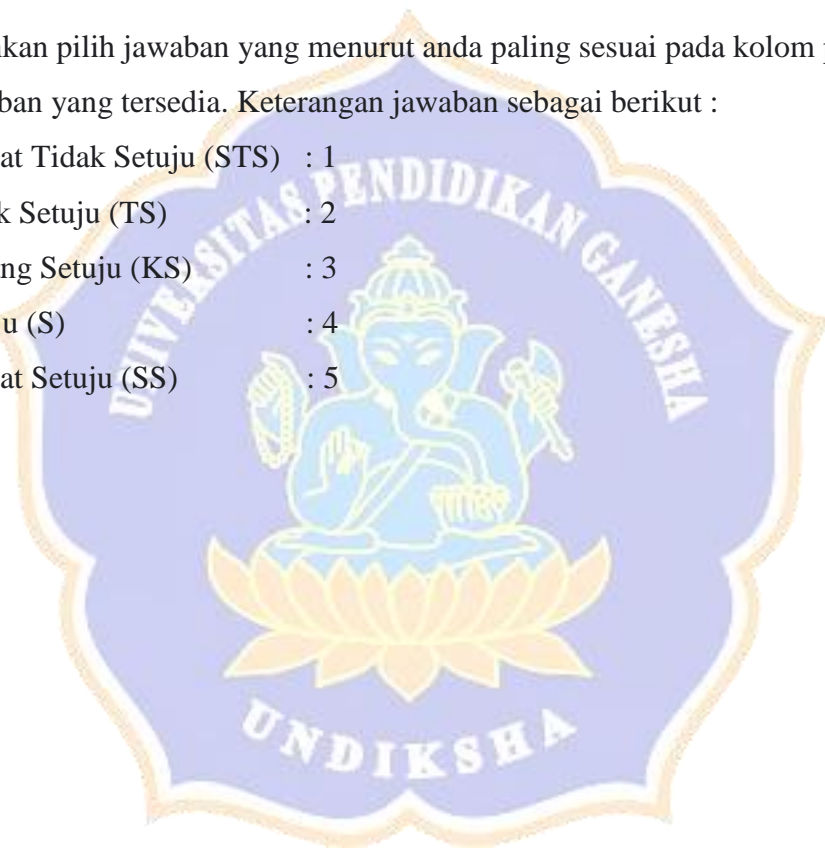 hkan pilih jawaban yang menurut anda paling sesuai pada kolom p
ban yang tersedia. Keterangan jawaban sebagai berikut :
at Tidak Setuju (STS) : 1
k Setuju (TS) : 2
ng Setuju (KS) : 3
u (S) : 4
at Setuju (SS) : 5
UNIVERSITAS PENDIDIKAN GANESHA
UNDIKSHA